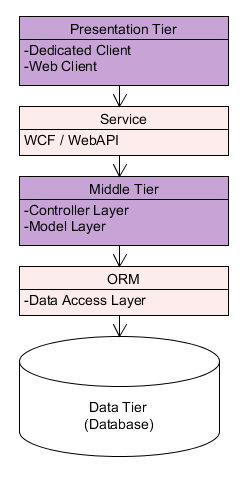 Presentation Tier
-Dedicated Client
-Web Client
Service
WCF / WebAPI
Middle Tier
-Controller Layer
-Model Layer
ORM
-Data Access Layer
Data Tier
(Database)